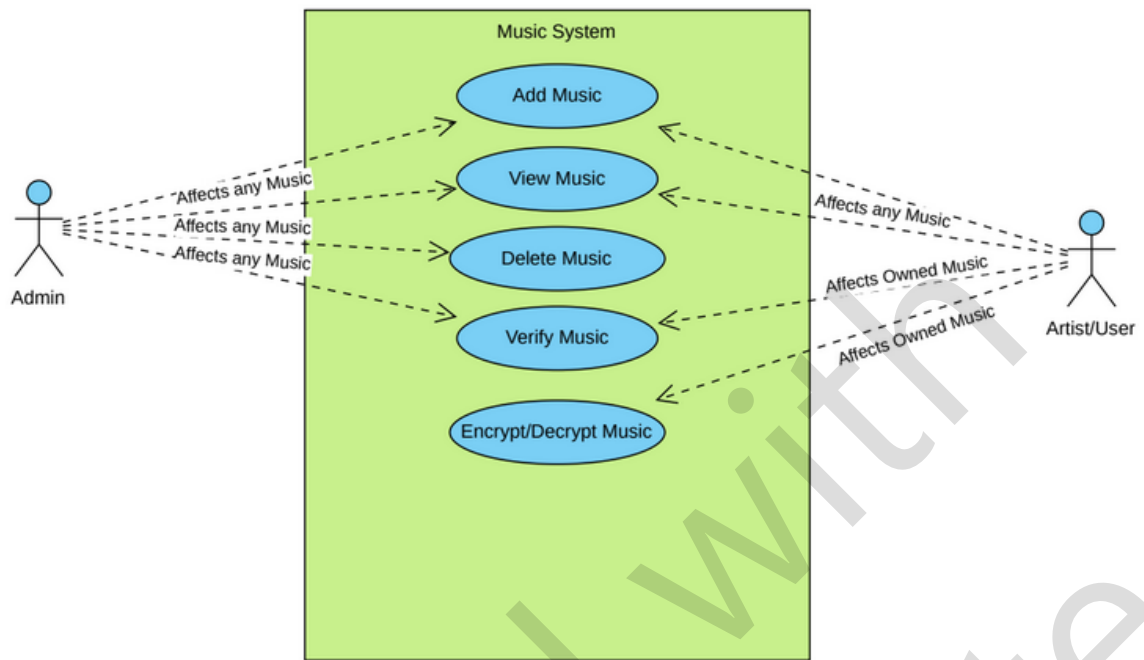 Music System
Add Music
View Music
Delete Music
Verify Music
Encrypt/Decrypt Music
Affects any Music
Affects any Music
Affects any Music
Admin
Affects any Music
Affects Owned Music
Affects Owned Music
Artist/User
with